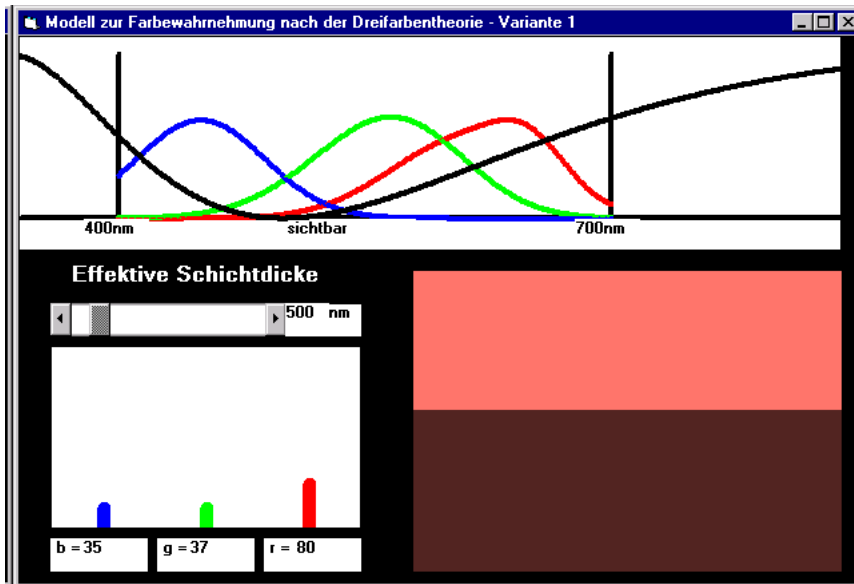 Modell zur Farbewahrnehmung nach der Dreifarbentheorie - Variante 1
400nm sichtbar 700nm
Effektive Schichtdicke
500 nm
b = 35 g = 37 r = 80